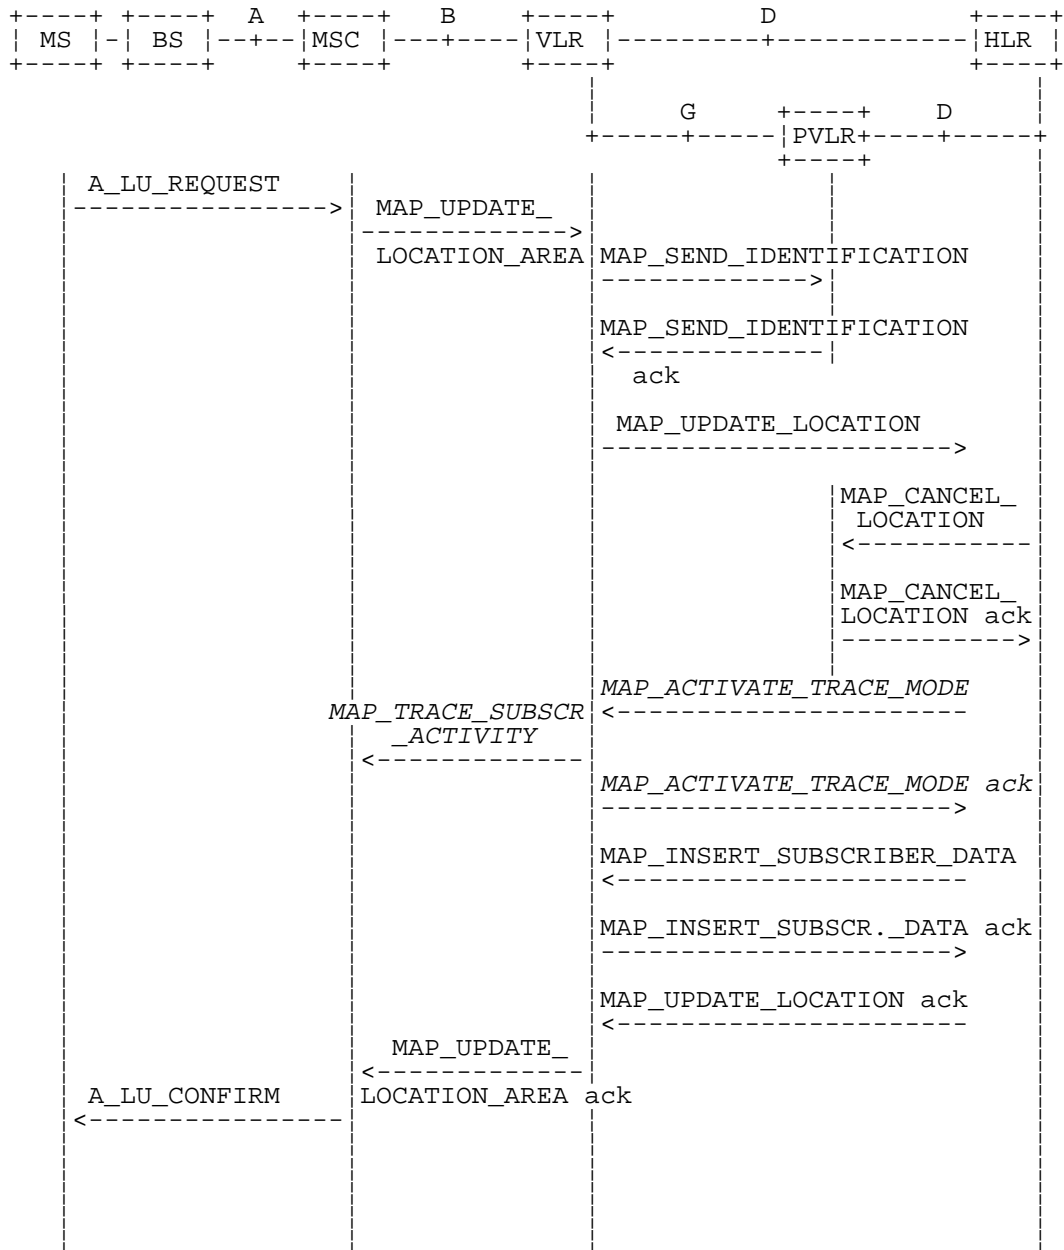 A B D
MS BS MSC VLR HLR
G D
PVLR
A_LU_REQUEST
MAP_UPDATE_
LOCATION_AREA MAP_SEND_IDENTIFICATION
MAP_SEND_IDENTIFICATION
ack
MAP_UPDATE_LOCATION
MAP_CANCEL_
LOCATION
MAP_CANCEL_
LOCATION ack
MAP_ACTIVATE_TRACE_MODE
MAP_TRACE_SUBSCR
_ACTIVITY
MAP_ACTIVATE_TRACE_MODE ack
MAP_INSERT_SUBSCRIBER_DATA
MAP_INSERT_SUBSCR._DATA ack
MAP_UPDATE_LOCATION ack
MAP_UPDATE_
A_LU_CONFIRM LOCATION_AREA ack